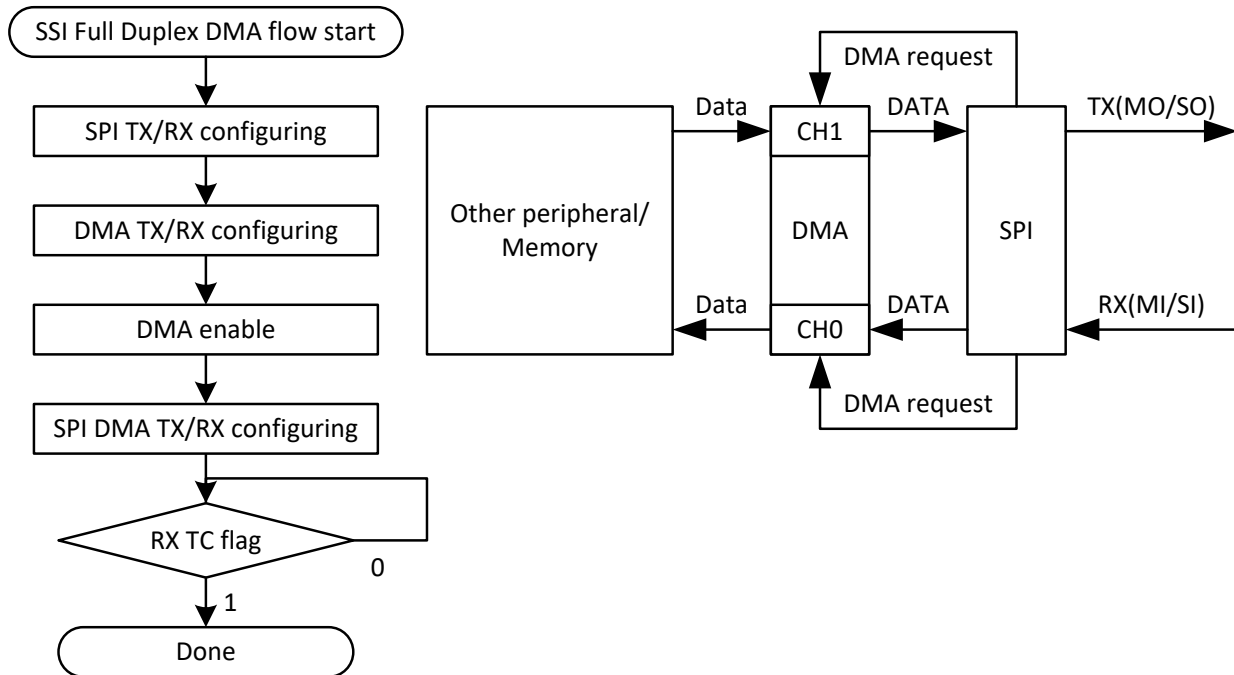 SSI Full Duplex DMA flow start
SPI TX/RX configuring
DMA TX/RX configuring
DMA enable
SPI DMA TX/RX configuring
RX TC flag
0
1
Done
DMA request
Data
CH1
DATA
TX(MO/SO)
Other peripheral/
Memory
DMA
SPI
Data
CH0
DATA
RX(MI/SI)
DMA request